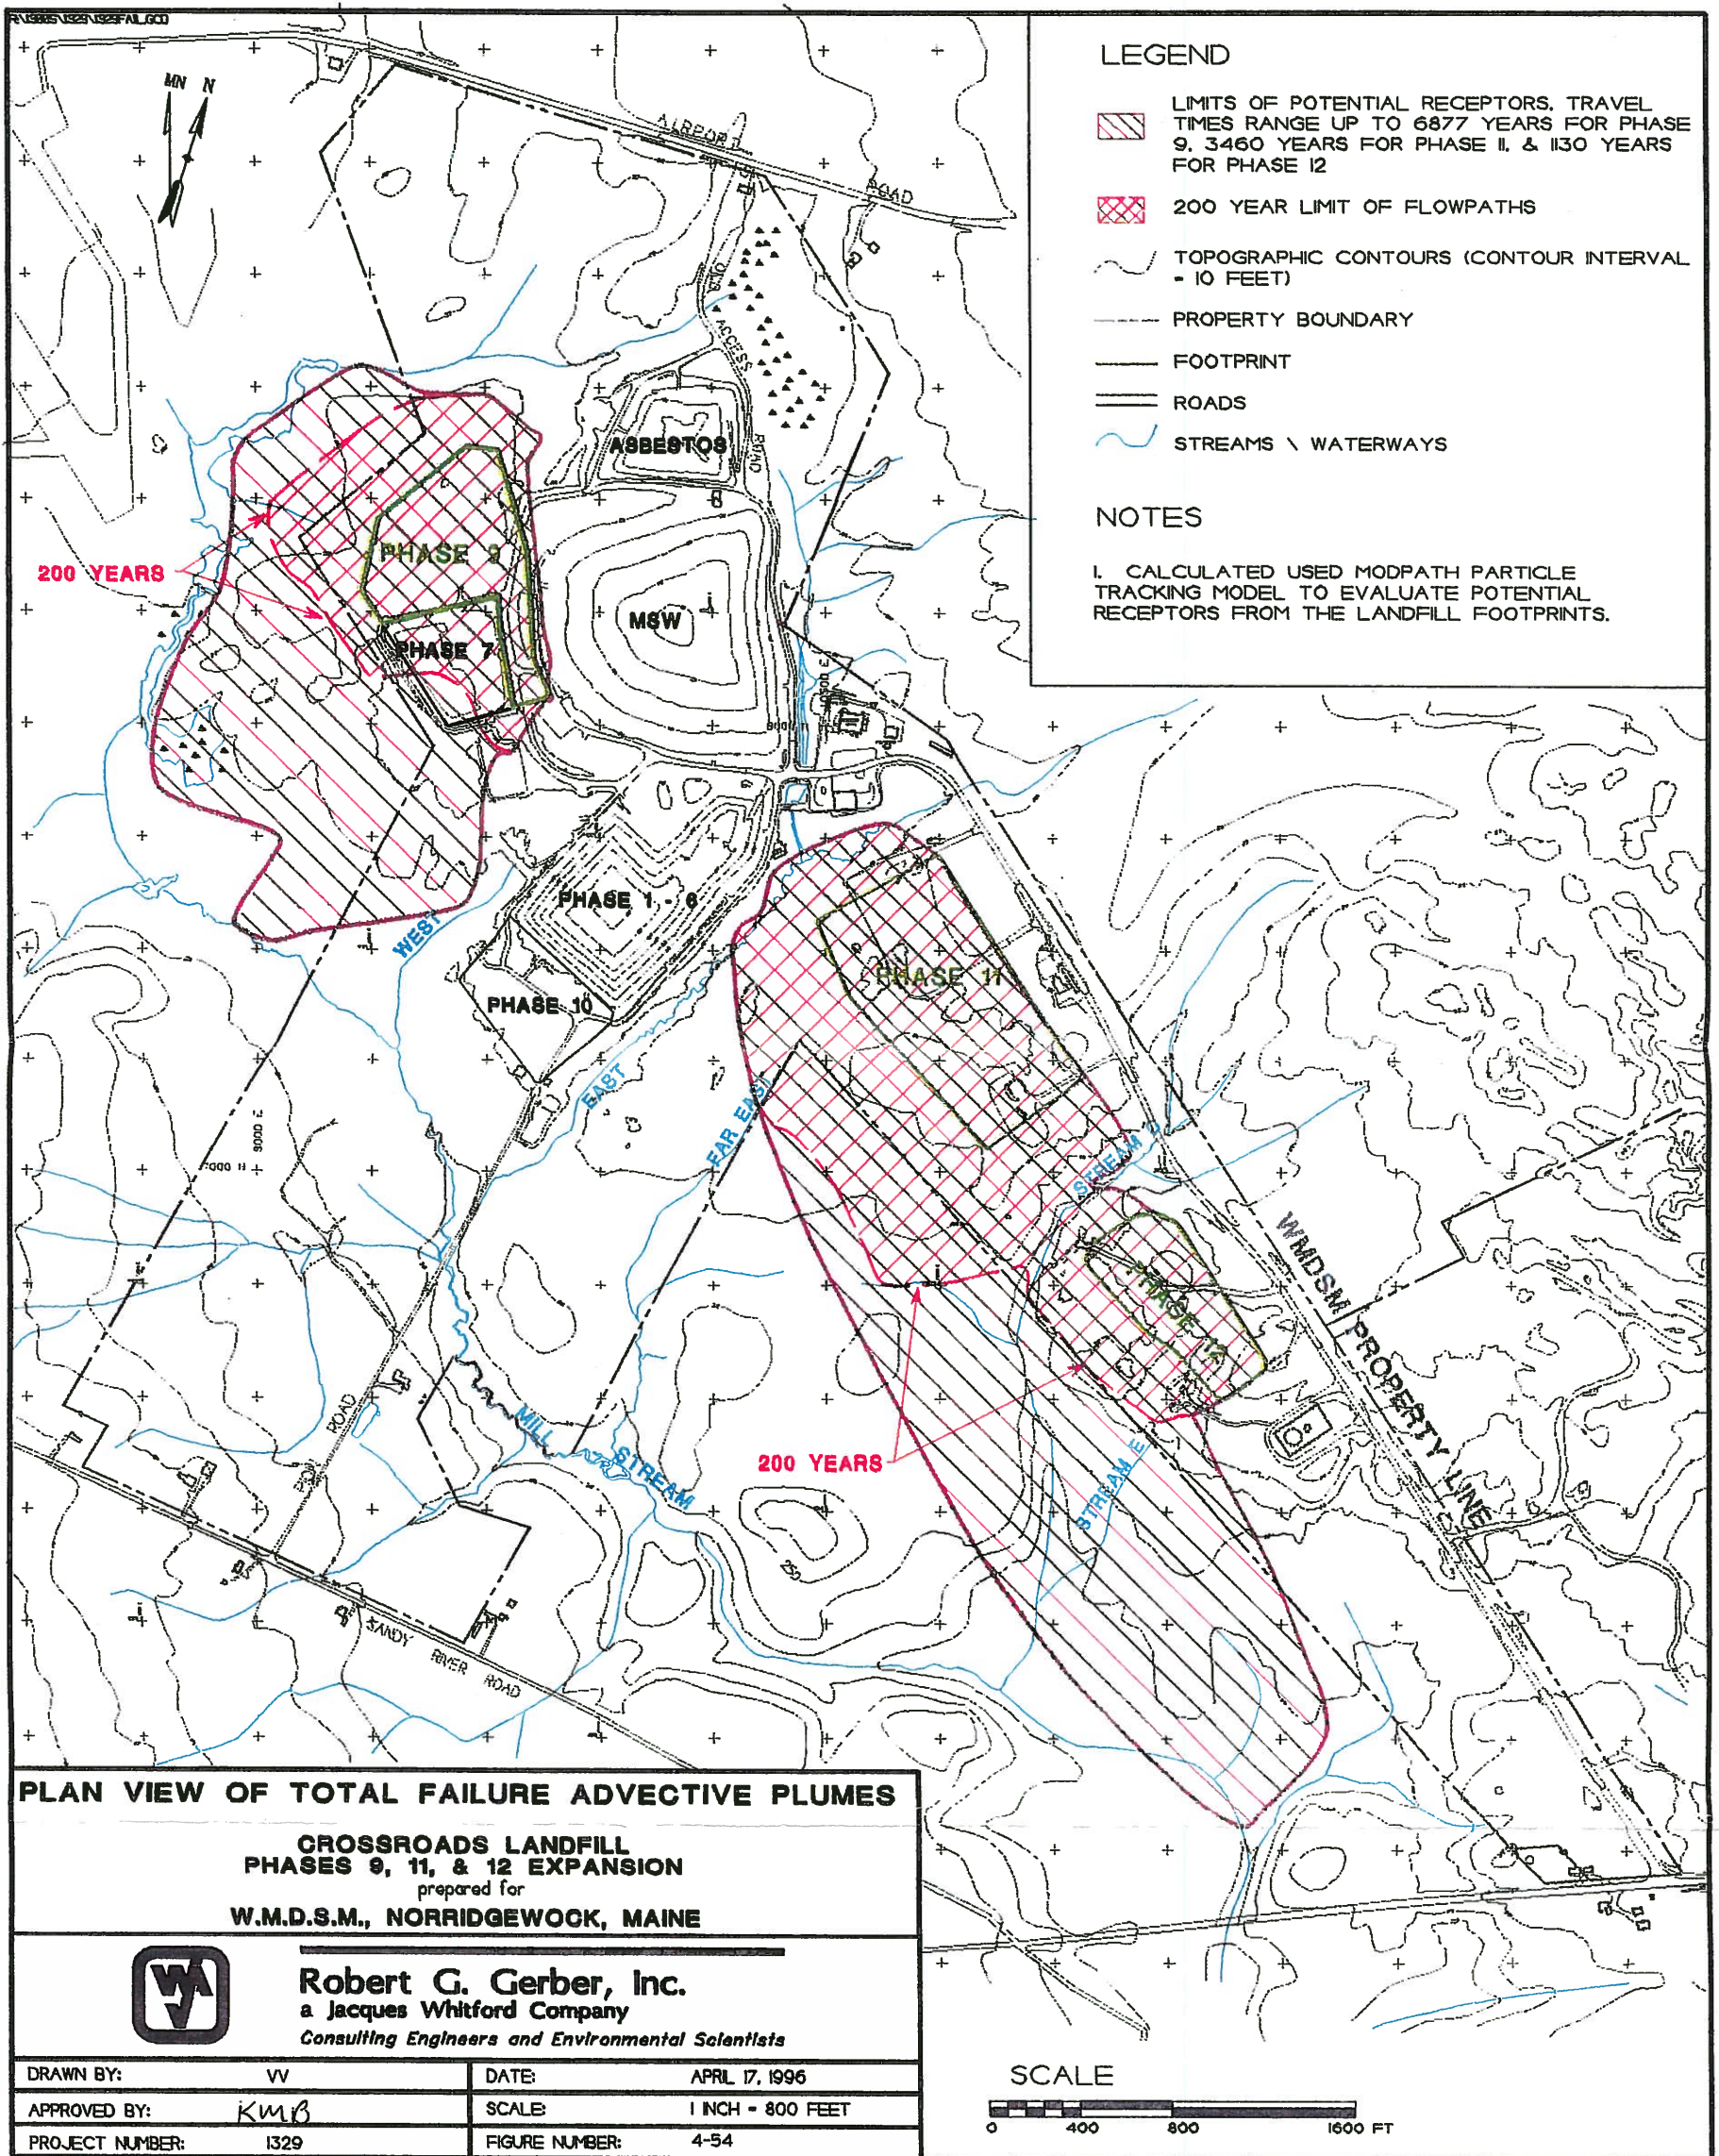 R:\1300S\1329\1329FAIL.GCD
MN N
AIRPORT
ROAD
OLD ACCESS ROAD
LEGEND
LIMITS OF POTENTIAL RECEPTORS. TRAVEL
TIMES RANGE UP TO 6877 YEARS FOR PHASE
9, 3460 YEARS FOR PHASE 11, & 1130 YEARS
FOR PHASE 12
200 YEAR LIMIT OF FLOWPATHS
TOPOGRAPHIC CONTOURS (CONTOUR INTERVAL
= 10 FEET)
PROPERTY BOUNDARY
FOOTPRINT
ROADS
STREAMS \ WATERWAYS
NOTES
1. CALCULATED USED MODPATH PARTICLE
TRACKING MODEL TO EVALUATE POTENTIAL
RECEPTORS FROM THE LANDFILL FOOTPRINTS.
ASBESTOS
PHASE 9
200 YEARS
MSW
PHASE 7
PHASE 1 - 6
WEST
PHASE 11
PHASE 10
EAST
FAR EAST
STREAM D
WMDSM PROPERTY LINE
PHASE 12
ROAD
MILL STREAM
200 YEARS
STREAM E
250
SANDY RIVER ROAD
PLAN VIEW OF TOTAL FAILURE ADVECTIVE PLUMES
CROSSROADS LANDFILL
PHASES 9, 11, & 12 EXPANSION
prepared for
W.M.D.S.M., NORRIDGEWOCK, MAINE
Robert G. Gerber, Inc.
a Jacques Whitford Company
Consulting Engineers and Environmental Scientists
DRAWN BY: VV
DATE: APRIL 17, 1996
APPROVED BY: KMB
SCALE: 1 INCH = 800 FEET
PROJECT NUMBER: 1329
FIGURE NUMBER: 4-54
SCALE
0 400 800 1600 FT